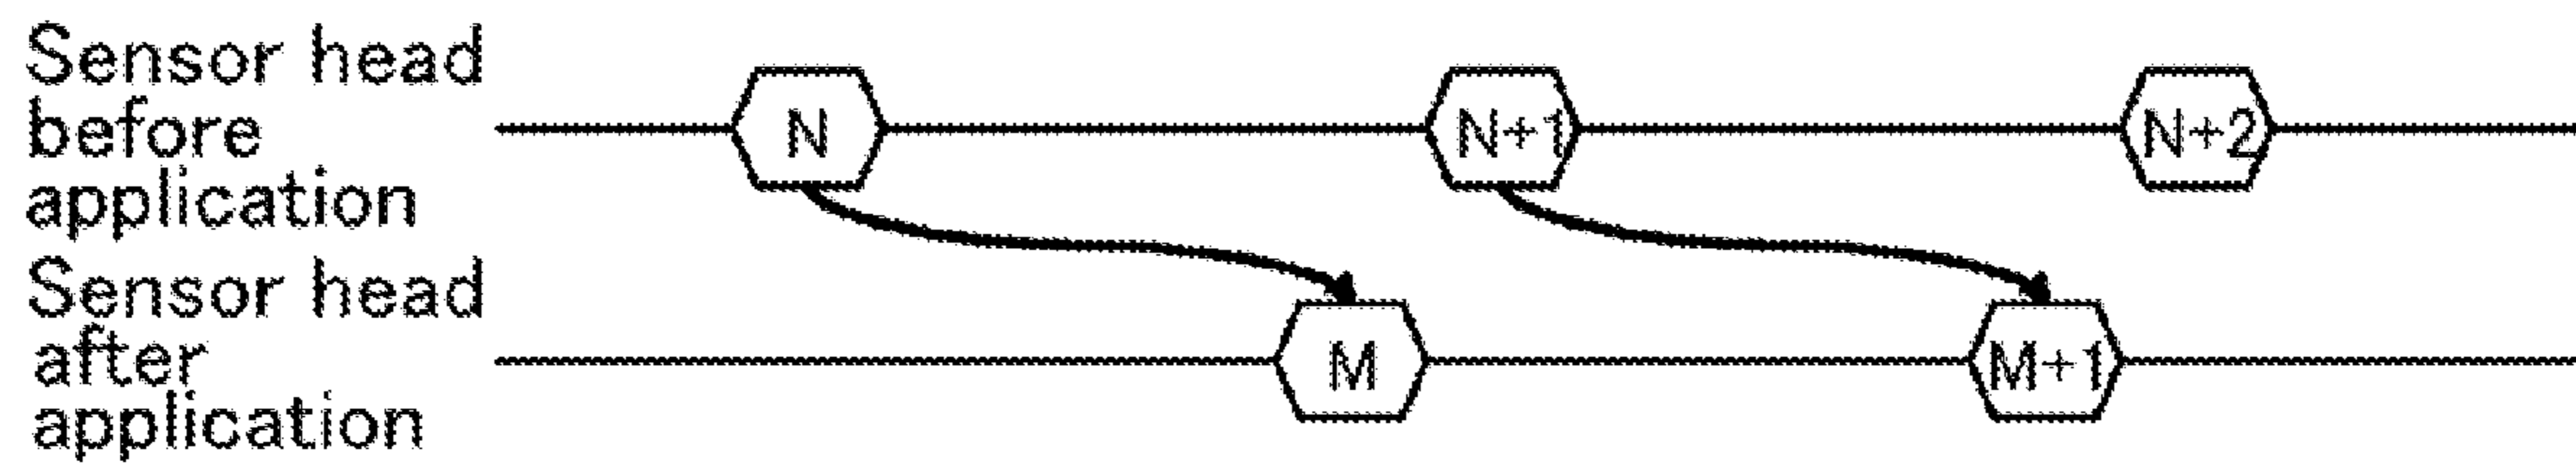 Sensor head
before
application
N
N+1
N+2
Sensor head
after
application
M
M+1